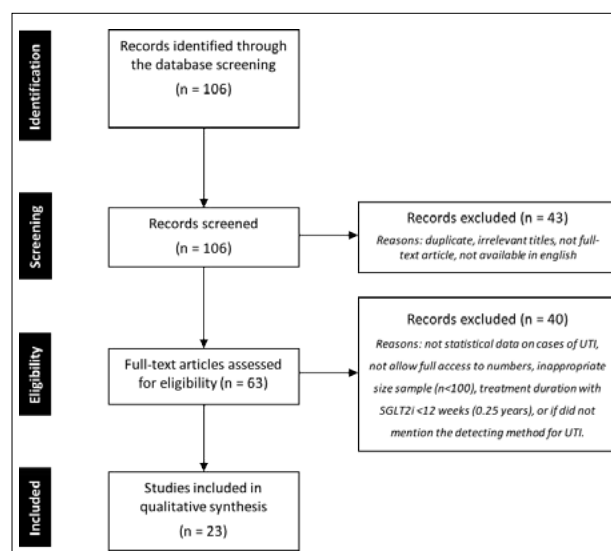 Identification
Records identified through
the database screening
(n = 106)
Screening
Records screened
(n = 106)
Records excluded (n = 43)
Reasons: duplicate, irrelevant titles, not full-
text article, not available in english
Eligibility
Full-text articles assessed
for eligibility (n = 63)
Records excluded (n = 40)
Reasons: not statistical data on cases of UTI,
not allow full access to numbers, inappropriate
size sample (n<100), treatment duration with
SGLT2i <12 weeks (0.25 years), or if did not
mention the detecting method for UTI.
Included
Studies included in
qualitative synthesis
(n = 23)